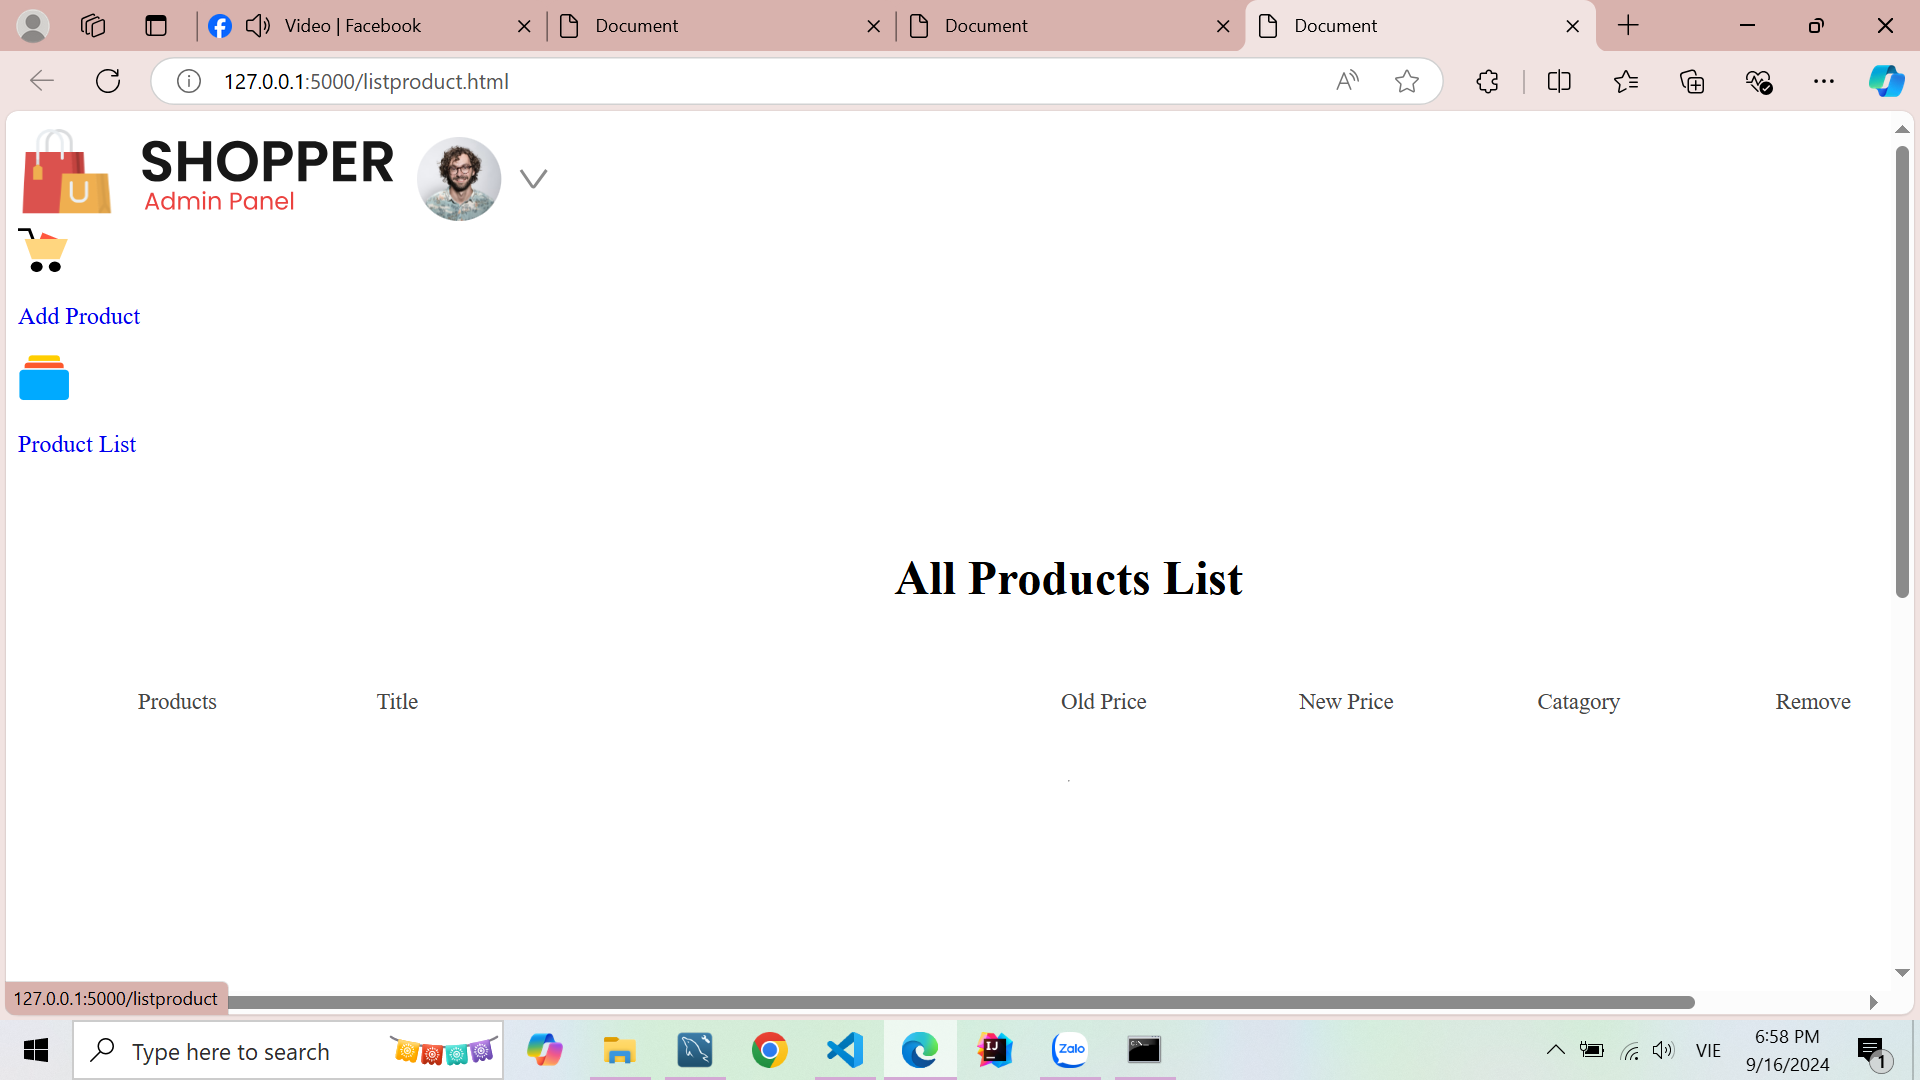 Video | Facebook
Document
Document
Document
127.0.0.1:5000/listproduct.html
SHOPPER
Admin Panel
U
Add Product
Product List
All Products List
Products Title Old Price New Price Catagory Remove
127.0.0.1:5000/listproduct
Type here to search
IJ
Zalo
VIE
6:58 PM
9/16/2024
1